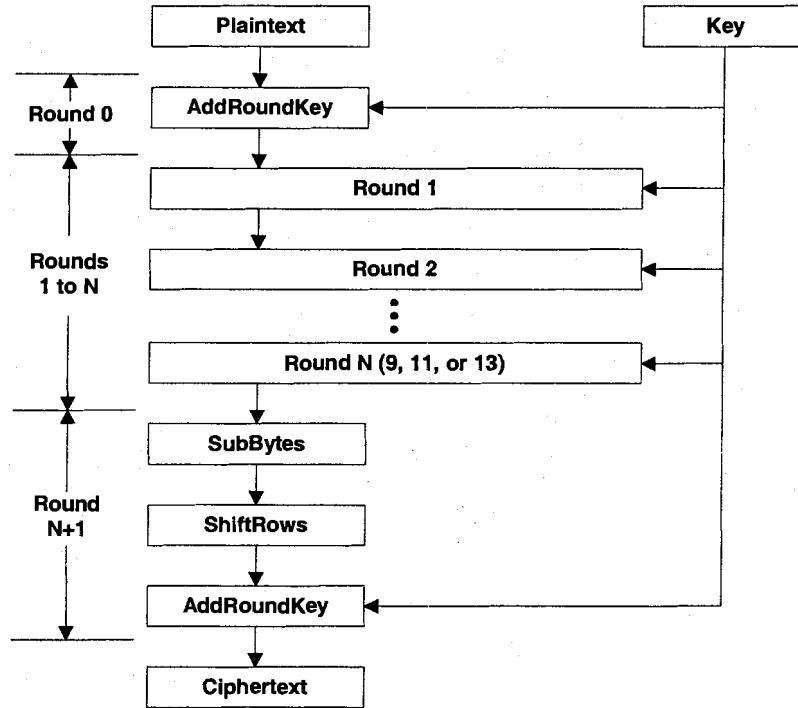 Plaintext
Key
Round 0
AddRoundKey
Round 1
Rounds
1 to N
Round 2
Round N (9, 11, or 13)
SubBytes
Round
N+1
ShiftRows
AddRoundKey
Ciphertext